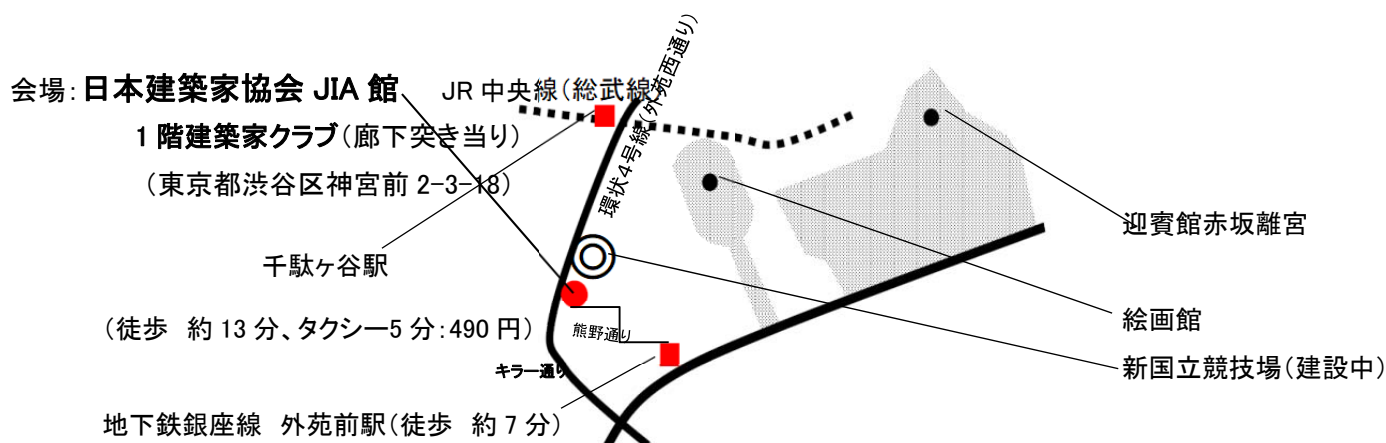 会場：日本建築家協会 JIA 館
JR 中央線（総武線）
1 階建築家クラブ（廊下突き当り）
（東京都渋谷区神宮前 2-3-18）
環状4号線（外苑西通り）
迎賓館赤坂離宮
千駄ヶ谷駅
（徒歩　約 13 分、タクシー5 分：490 円）
熊野通り
絵画館
キラー通り
新国立競技場（建設中）
地下鉄銀座線　外苑前駅（徒歩　約 7 分）